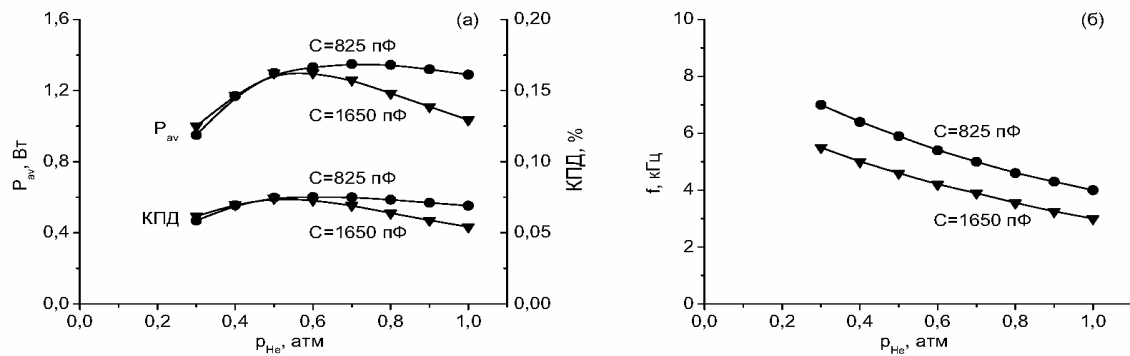 (а)
1,6
1,2
0,8
0,4
0,0
P_av, Вт
0,20
0,15
0,10
0,05
0,00
КПД, %
C=825 пФ
C=1650 пФ
P_av
C=825 пФ
КПД
C=1650 пФ
0,0 0,2 0,4 0,6 0,8 1,0
p_He, атм
(б)
10
8
6
4
2
0
f, кГц
C=825 пФ
C=1650 пФ
0,0 0,2 0,4 0,6 0,8 1,0
p_He, атм